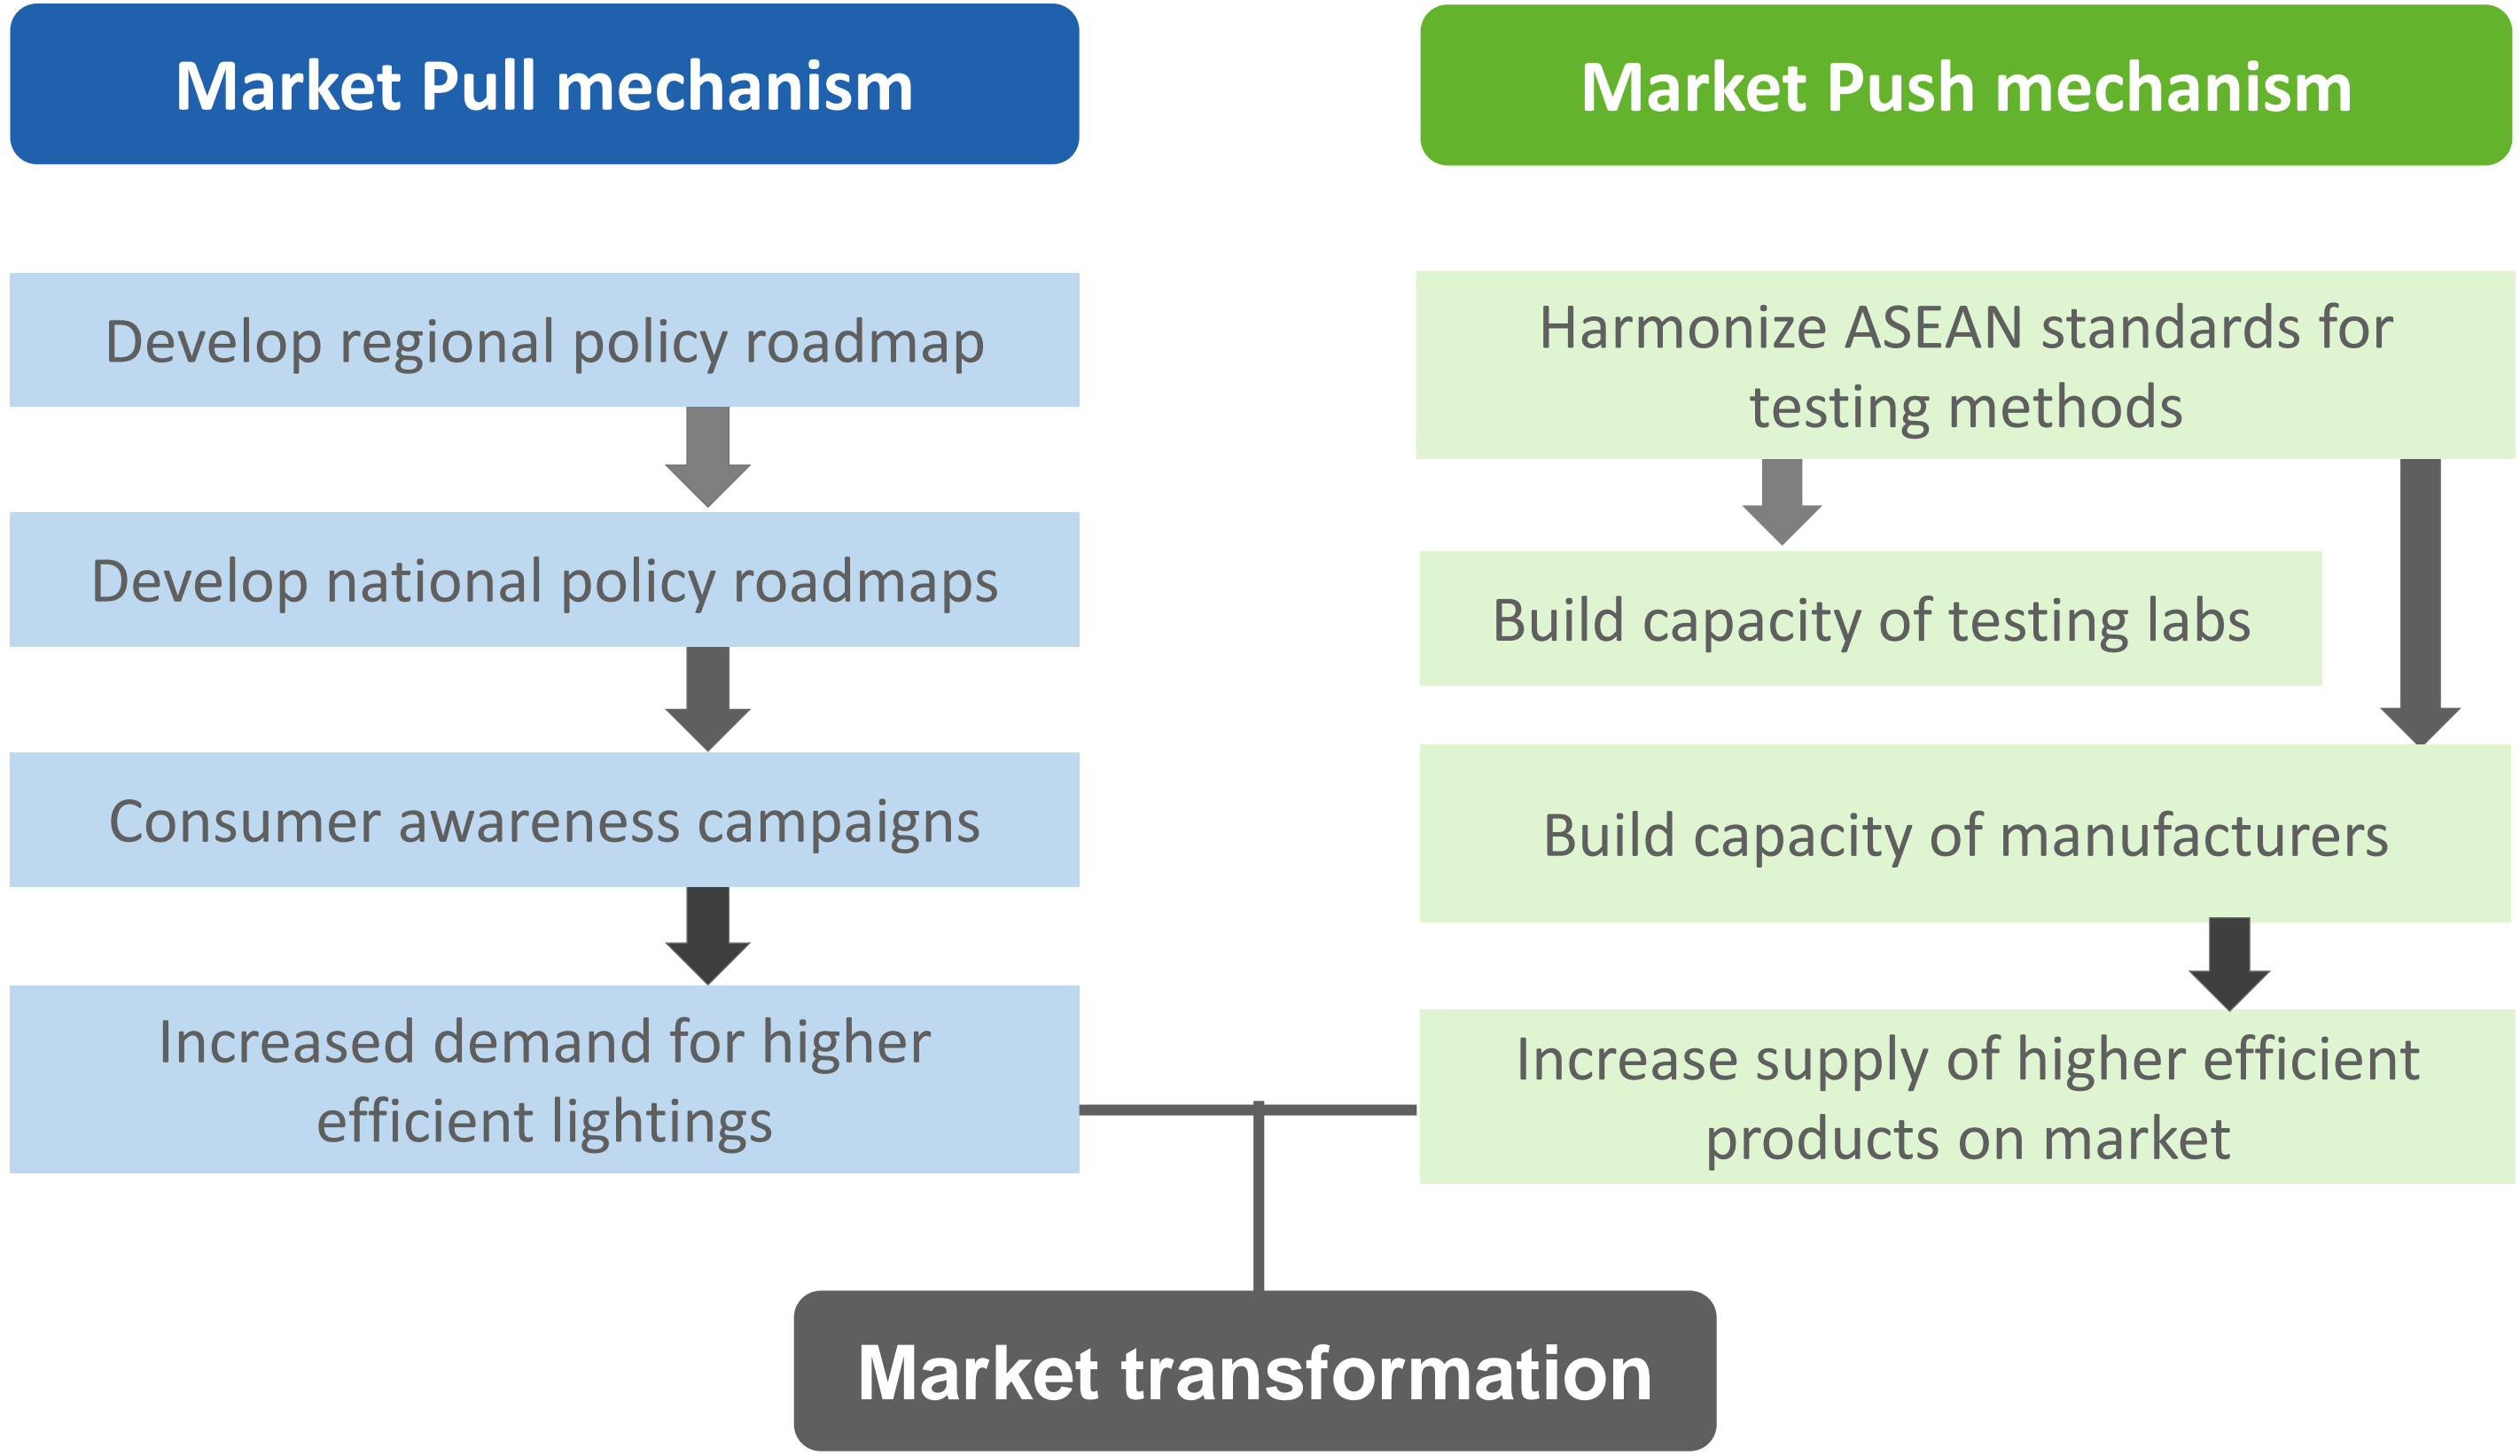 Market Pull mechanism
Develop regional policy roadmap
Develop national policy roadmaps
Consumer awareness campaigns
Increased demand for higher
efficient lightings
Market Push mechanism
Harmonize ASEAN standards for
testing methods
Build capacity of testing labs
Build capacity of manufacturers
Increase supply of higher efficient
products on market
Market transformation